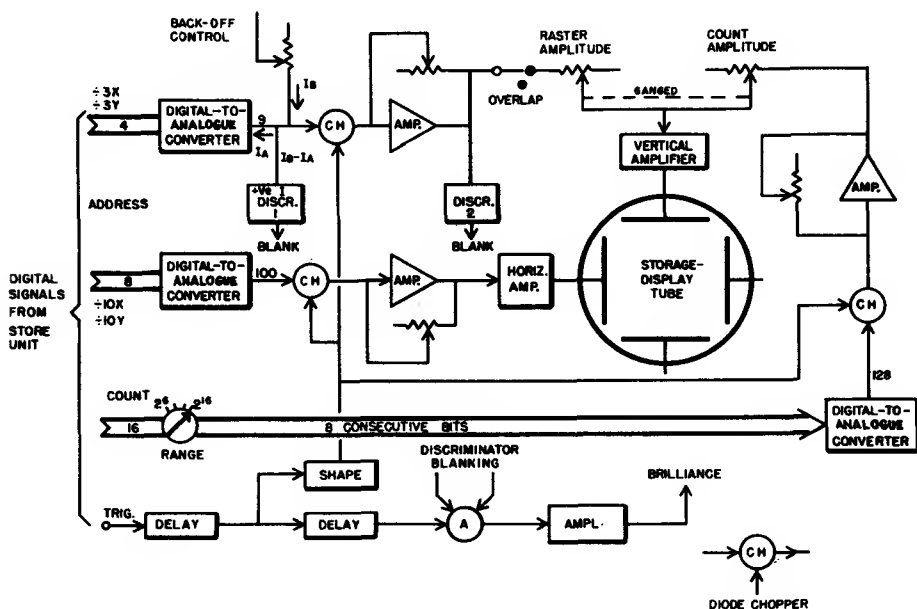 BACK-OFF
CONTROL
RASTER
AMPLITUDE
COUNT
AMPLITUDE
GANGED
OVERLAP
÷3X
÷3Y
4
DIGITAL-TO-
ANALOGUE
CONVERTER
9
IB
IA
IB-IA
CH
AMP.
VERTICAL
AMPLIFIER
AMP.
+Ve I
DISCR.
1
BLANK
DISCR.
2
BLANK
ADDRESS
8
DIGITAL-TO-
ANALOGUE
CONVERTER
100
CH
AMP.
HORIZ.
AMP.
STORAGE-
DISPLAY
TUBE
CH
÷10X
÷10Y
DIGITAL
SIGNALS
FROM
STORE
UNIT
128
COUNT
2⁶
2¹⁶
16
RANGE
8 CONSECUTIVE BITS
DIGITAL-TO-
ANALOGUE
CONVERTER
SHAPE
DISCRIMINATOR
BLANKING
BRILLIANCE
TRIG.
DELAY
DELAY
A
AMPL.
CH
DIODE CHOPPER